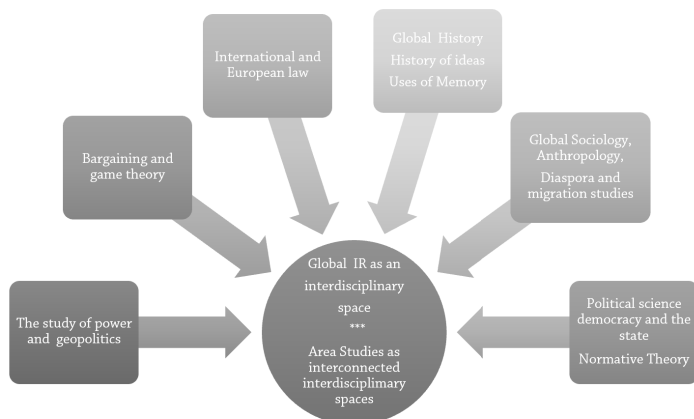 International and
European law
Global History
History of ideas
Uses of Memory
Bargaining and
game theory
Global Sociology,
Anthropology,
Diaspora and
migration studies
The study of power
and geopolitics
Global IR as an
interdisciplinary
space
***
Area Studies as
interconnected
interdisciplimary
spaces
Political science
democracy and the
state
Normative Theory